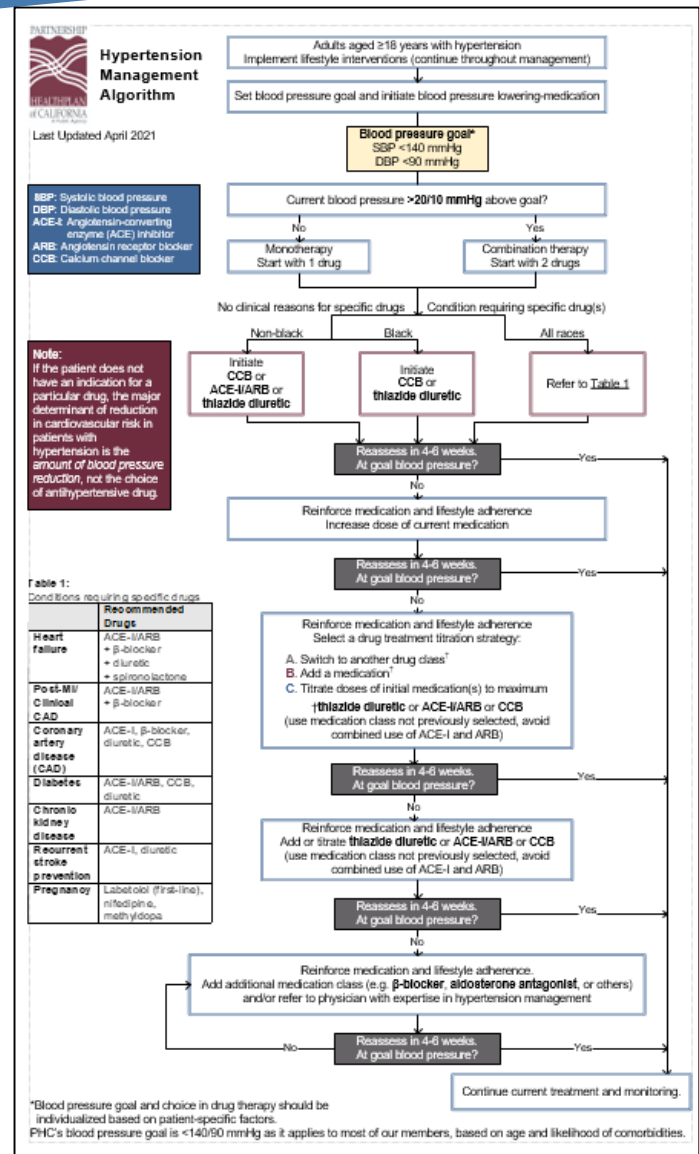 PARTNERSHIP
HEALTHPLAN
of CALIFORNIA
A Public Agency
Hypertension
Management
Algorithm
Last Updated April 2021
Adults aged ≥18 years with hypertension
Implement lifestyle interventions (continue throughout management)
Set blood pressure goal and initiate blood pressure lowering-medication
Blood pressure goal*
SBP <140 mmHg
DBP <90 mmHg
SBP: Systolic blood pressure
DBP: Diastolic blood pressure
ACE-I: Angiotensin-converting
enzyme (ACE) inhibitor
ARB: Angiotensin receptor blocker
CCB: Calcium channel blocker
Current blood pressure >20/10 mmHg above goal?
No
Yes
Monotherapy
Start with 1 drug
Combination therapy
Start with 2 drugs
No clinical reasons for specific drugs
Condition requiring specific drug(s)
Non-black
Black
All races
Initiate
CCB or
ACE-I/ARB or
thiazide diuretic
Initiate
CCB or
thiazide diuretic
Refer to Table 1
Note:
If the patient does not
have an indication for a
particular drug, the major
determinant of reduction
in cardiovascular risk in
patients with
hypertension is the
amount of blood pressure
reduction, not the choice
of antihypertensive drug.
Reassess in 4-6 weeks.
At goal blood pressure?
Yes
No
Reinforce medication and lifestyle adherence
Increase dose of current medication
Reassess in 4-6 weeks.
At goal blood pressure?
Yes
No
Reinforce medication and lifestyle adherence
Select a drug treatment titration strategy:
A. Switch to another drug class†
B. Add a medication†
C. Titrate doses of initial medication(s) to maximum
†thiazide diuretic or ACE-I/ARB or CCB
(use medication class not previously selected, avoid
combined use of ACE-I and ARB)
Reassess in 4-6 weeks.
At goal blood pressure?
Yes
No
Reinforce medication and lifestyle adherence
Add or titrate thiazide diuretic or ACE-I/ARB or CCB
(use medication class not previously selected, avoid
combined use of ACE-I and ARB)
Reassess in 4-6 weeks.
At goal blood pressure?
Yes
No
Reinforce medication and lifestyle adherence.
Add additional medication class (e.g. β-blocker, aldosterone antagonist, or others)
and/or refer to physician with expertise in hypertension management
No
Reassess in 4-6 weeks.
At goal blood pressure?
Yes
Continue current treatment and monitoring.
Table 1:
Conditions requiring specific drugs
Recommended
Drugs
Heart
failure
ACE-I/ARB
+ β-blocker
+ diuretic
+ spironolactone
Post-MI/
Clinical
CAD
ACE-I/ARB
+ β-blocker
Coronary
artery
disease
(CAD)
ACE-I, β-blocker,
diuretic, CCB
Diabetes
ACE-I/ARB, CCB,
diuretic
Chronic
kidney
disease
ACE-I/ARB
Recurrent
stroke
prevention
ACE-I, diuretic
Pregnancy
Labetolol (first-line),
nifedipine,
methyldopa
*Blood pressure goal and choice in drug therapy should be
individualized based on patient-specific factors.
PHC's blood pressure goal is <140/90 mmHg as it applies to most of our members, based on age and likelihood of comorbidities.